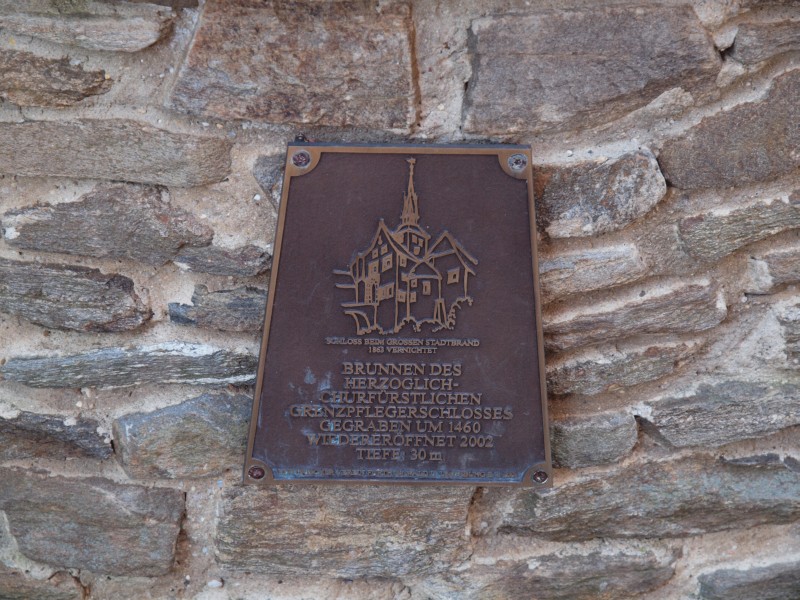 SCHLOSS BEIM GROSSEN STADTBRAND
1863 VERNICHTET
BRUNNEN DES
HERZOGLICH-
CHURFÜRSTLICHEN
GRENZPFLEGERSCHLOSSES
GEGRABEN UM 1460
WIEDERERÖFFNET 2002
TIEFE 30 m